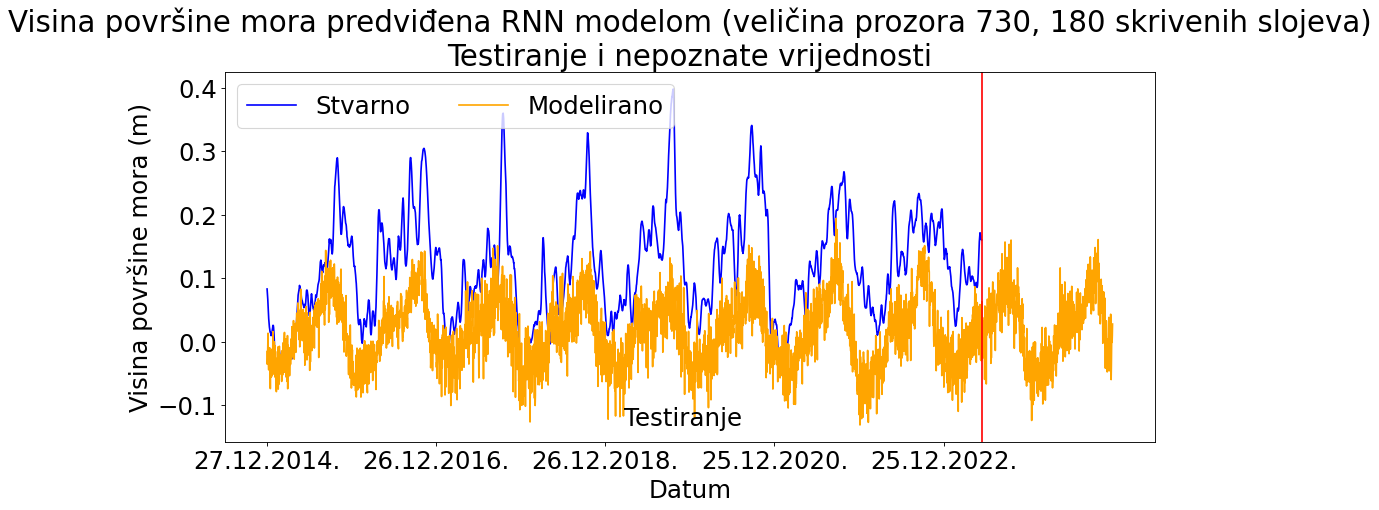 Visina površine mora predviđena RNN modelom (veličina prozora 730, 180 skrivenih slojeva)
Testiranje i nepoznate vrijednosti
Stvarno Modelirano
Visina površine mora (m)
0.4
0.3
0.2
0.1
0.0
−0.1
Testiranje
27.12.2014. 26.12.2016. 26.12.2018. 25.12.2020. 25.12.2022.
Datum